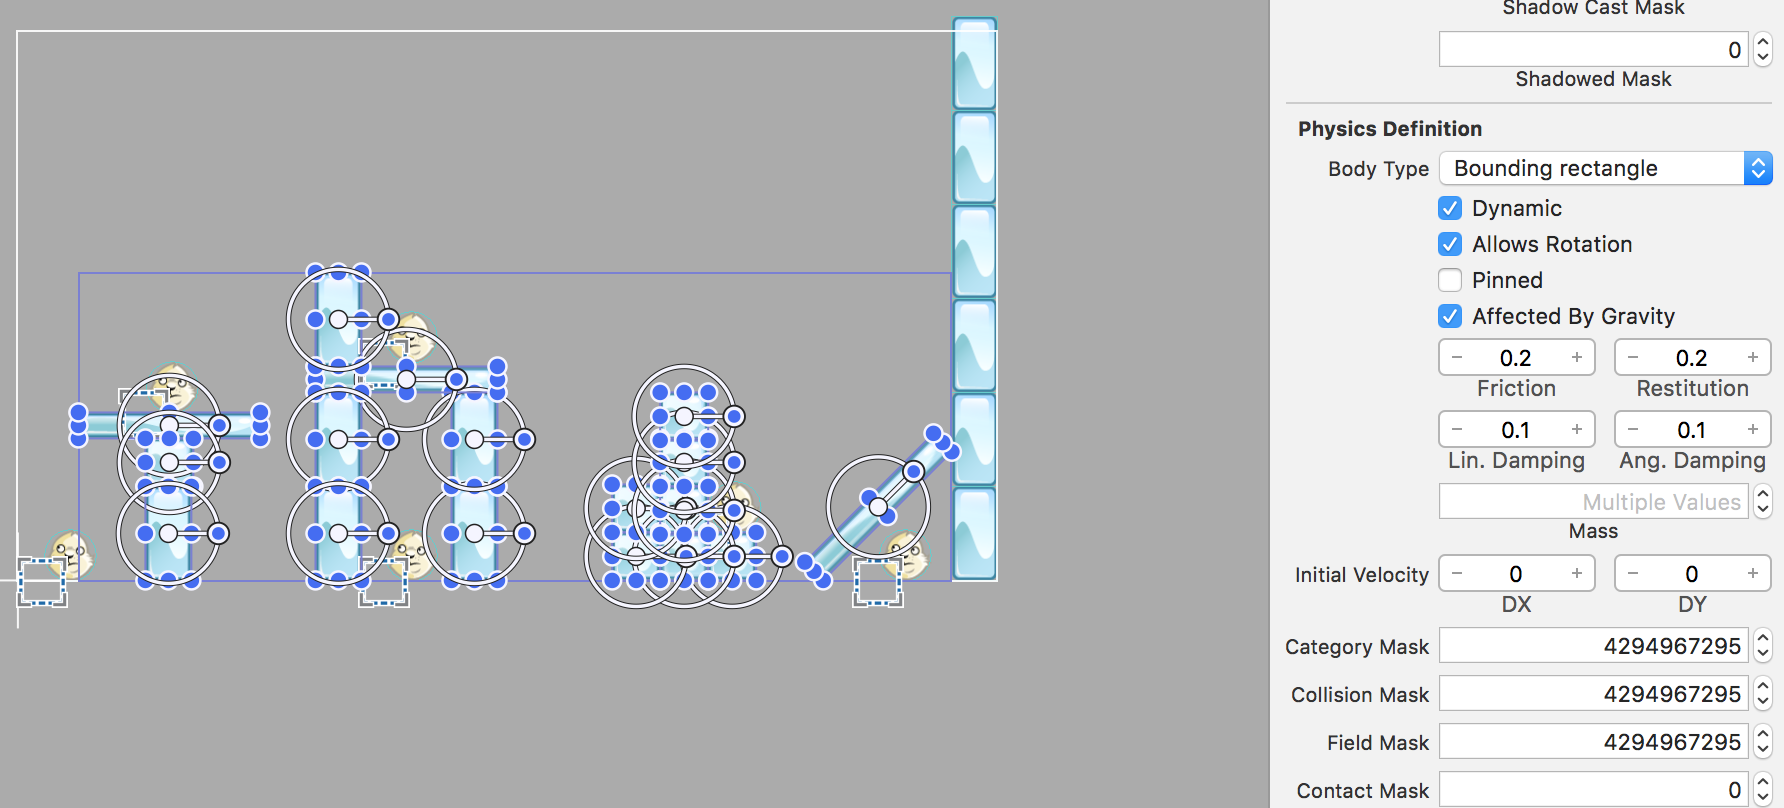 Shadow Cast Mask
0
Shadowed Mask
Physics Definition
Body Type Bounding rectangle
Dynamic
Allows Rotation
Pinned
Affected By Gravity
− 0.2 + − 0.2 +
Friction Restitution
− 0.1 + − 0.1 +
Lin. Damping Ang. Damping
Multiple Values
Mass
Initial Velocity − 0 + − 0 +
DX DY
Category Mask 4294967295
Collision Mask 4294967295
Field Mask 4294967295
Contact Mask 0